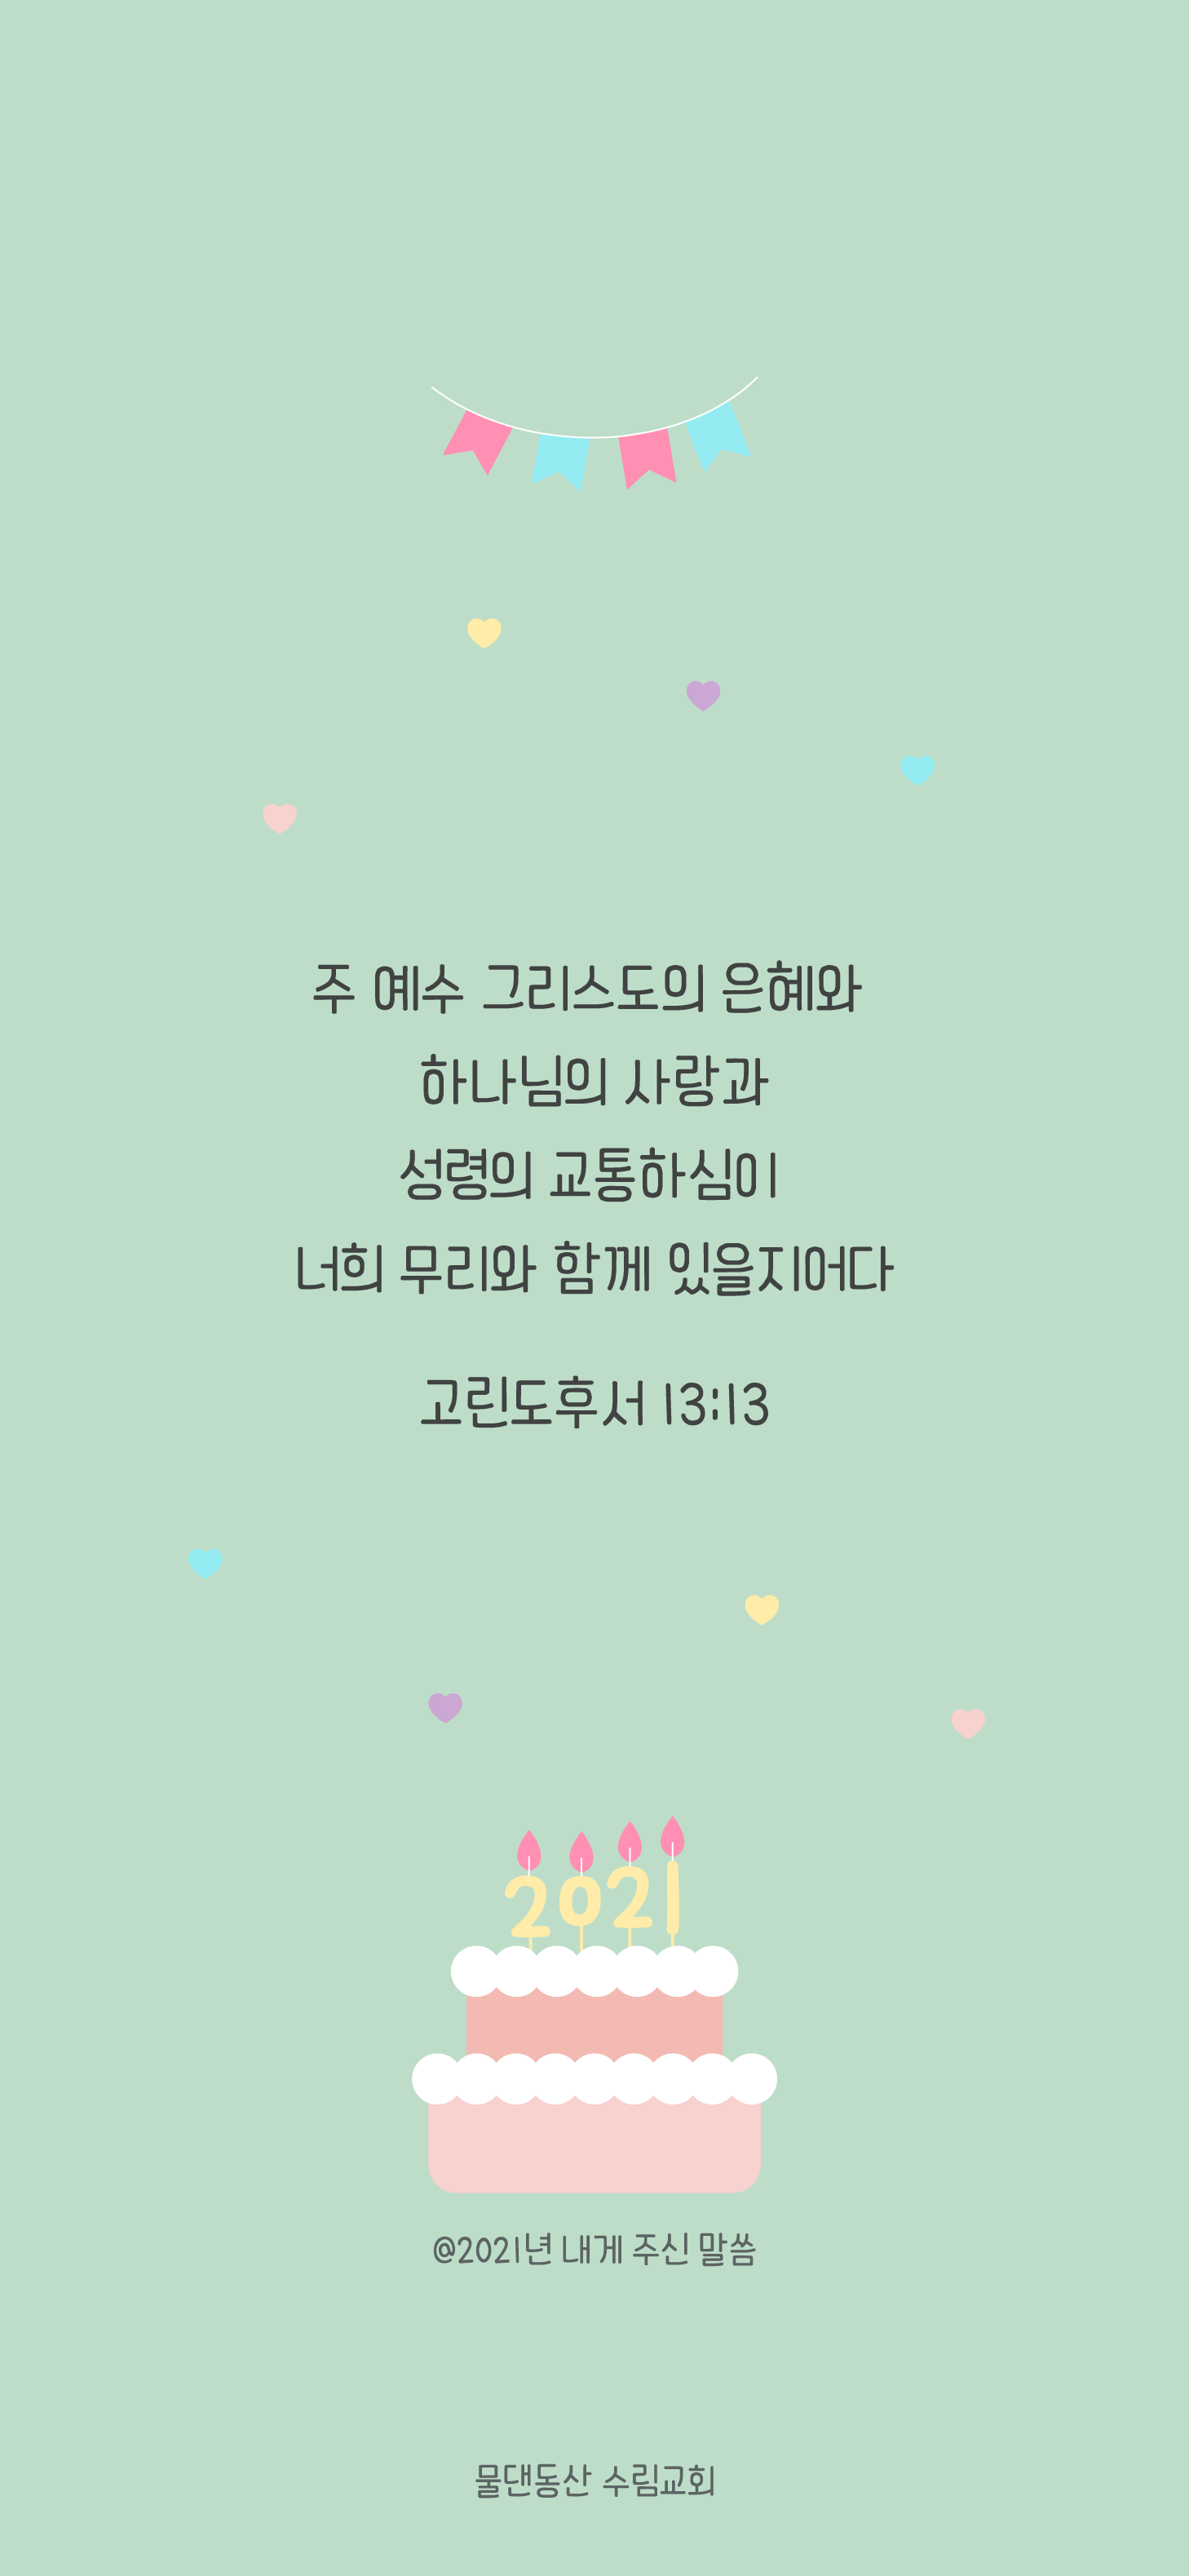 주 예수 그리스도의 은혜와
하나님의 사랑과
성령의 교통하심이
너희 무리와 함께 있을지어다
고린도후서 13:13
2021
@2021년 내게 주신 말씀
물댄동산 수림교회